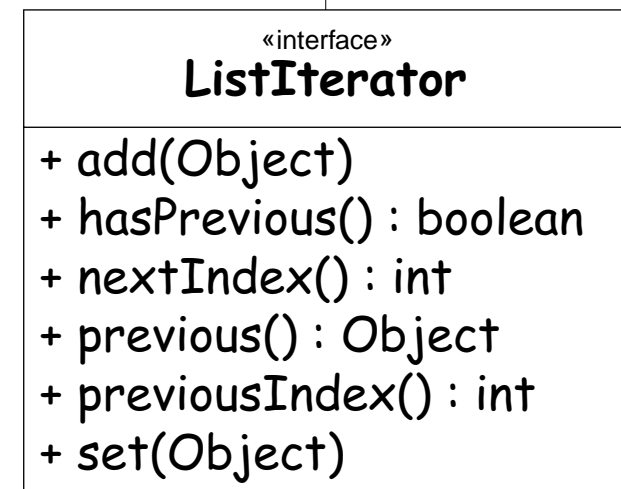 «interface»
ListIterator
+ add(Object)
+ hasPrevious() : boolean
+ nextIndex() : int
+ previous() : Object
+ previousIndex() : int
+ set(Object)